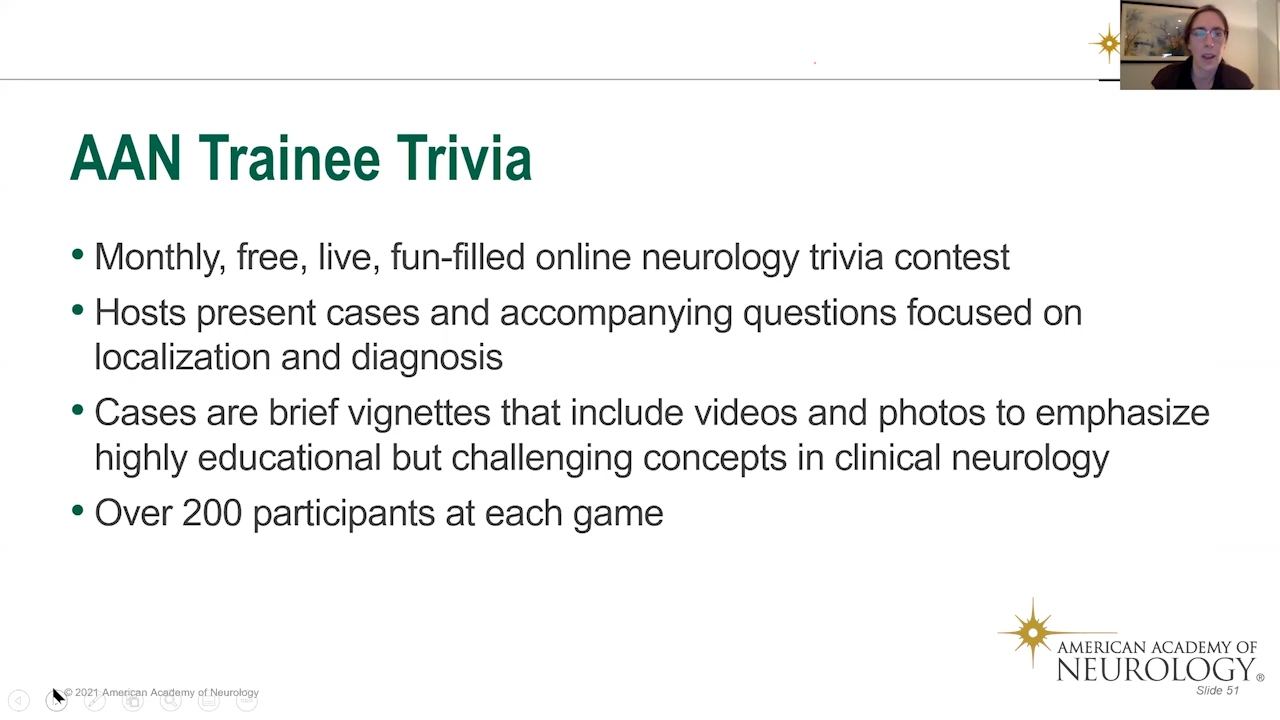 AAN Trainee Trivia
• Monthly, free, live, fun-filled online neurology trivia contest
• Hosts present cases and accompanying questions focused on
localization and diagnosis
• Cases are brief vignettes that include videos and photos to emphasize
highly educational but challenging concepts in clinical neurology
• Over 200 participants at each game
AMERICAN ACADEMY OF
NEUROLOGY®
Slide 51
© 2021 American Academy of Neurology